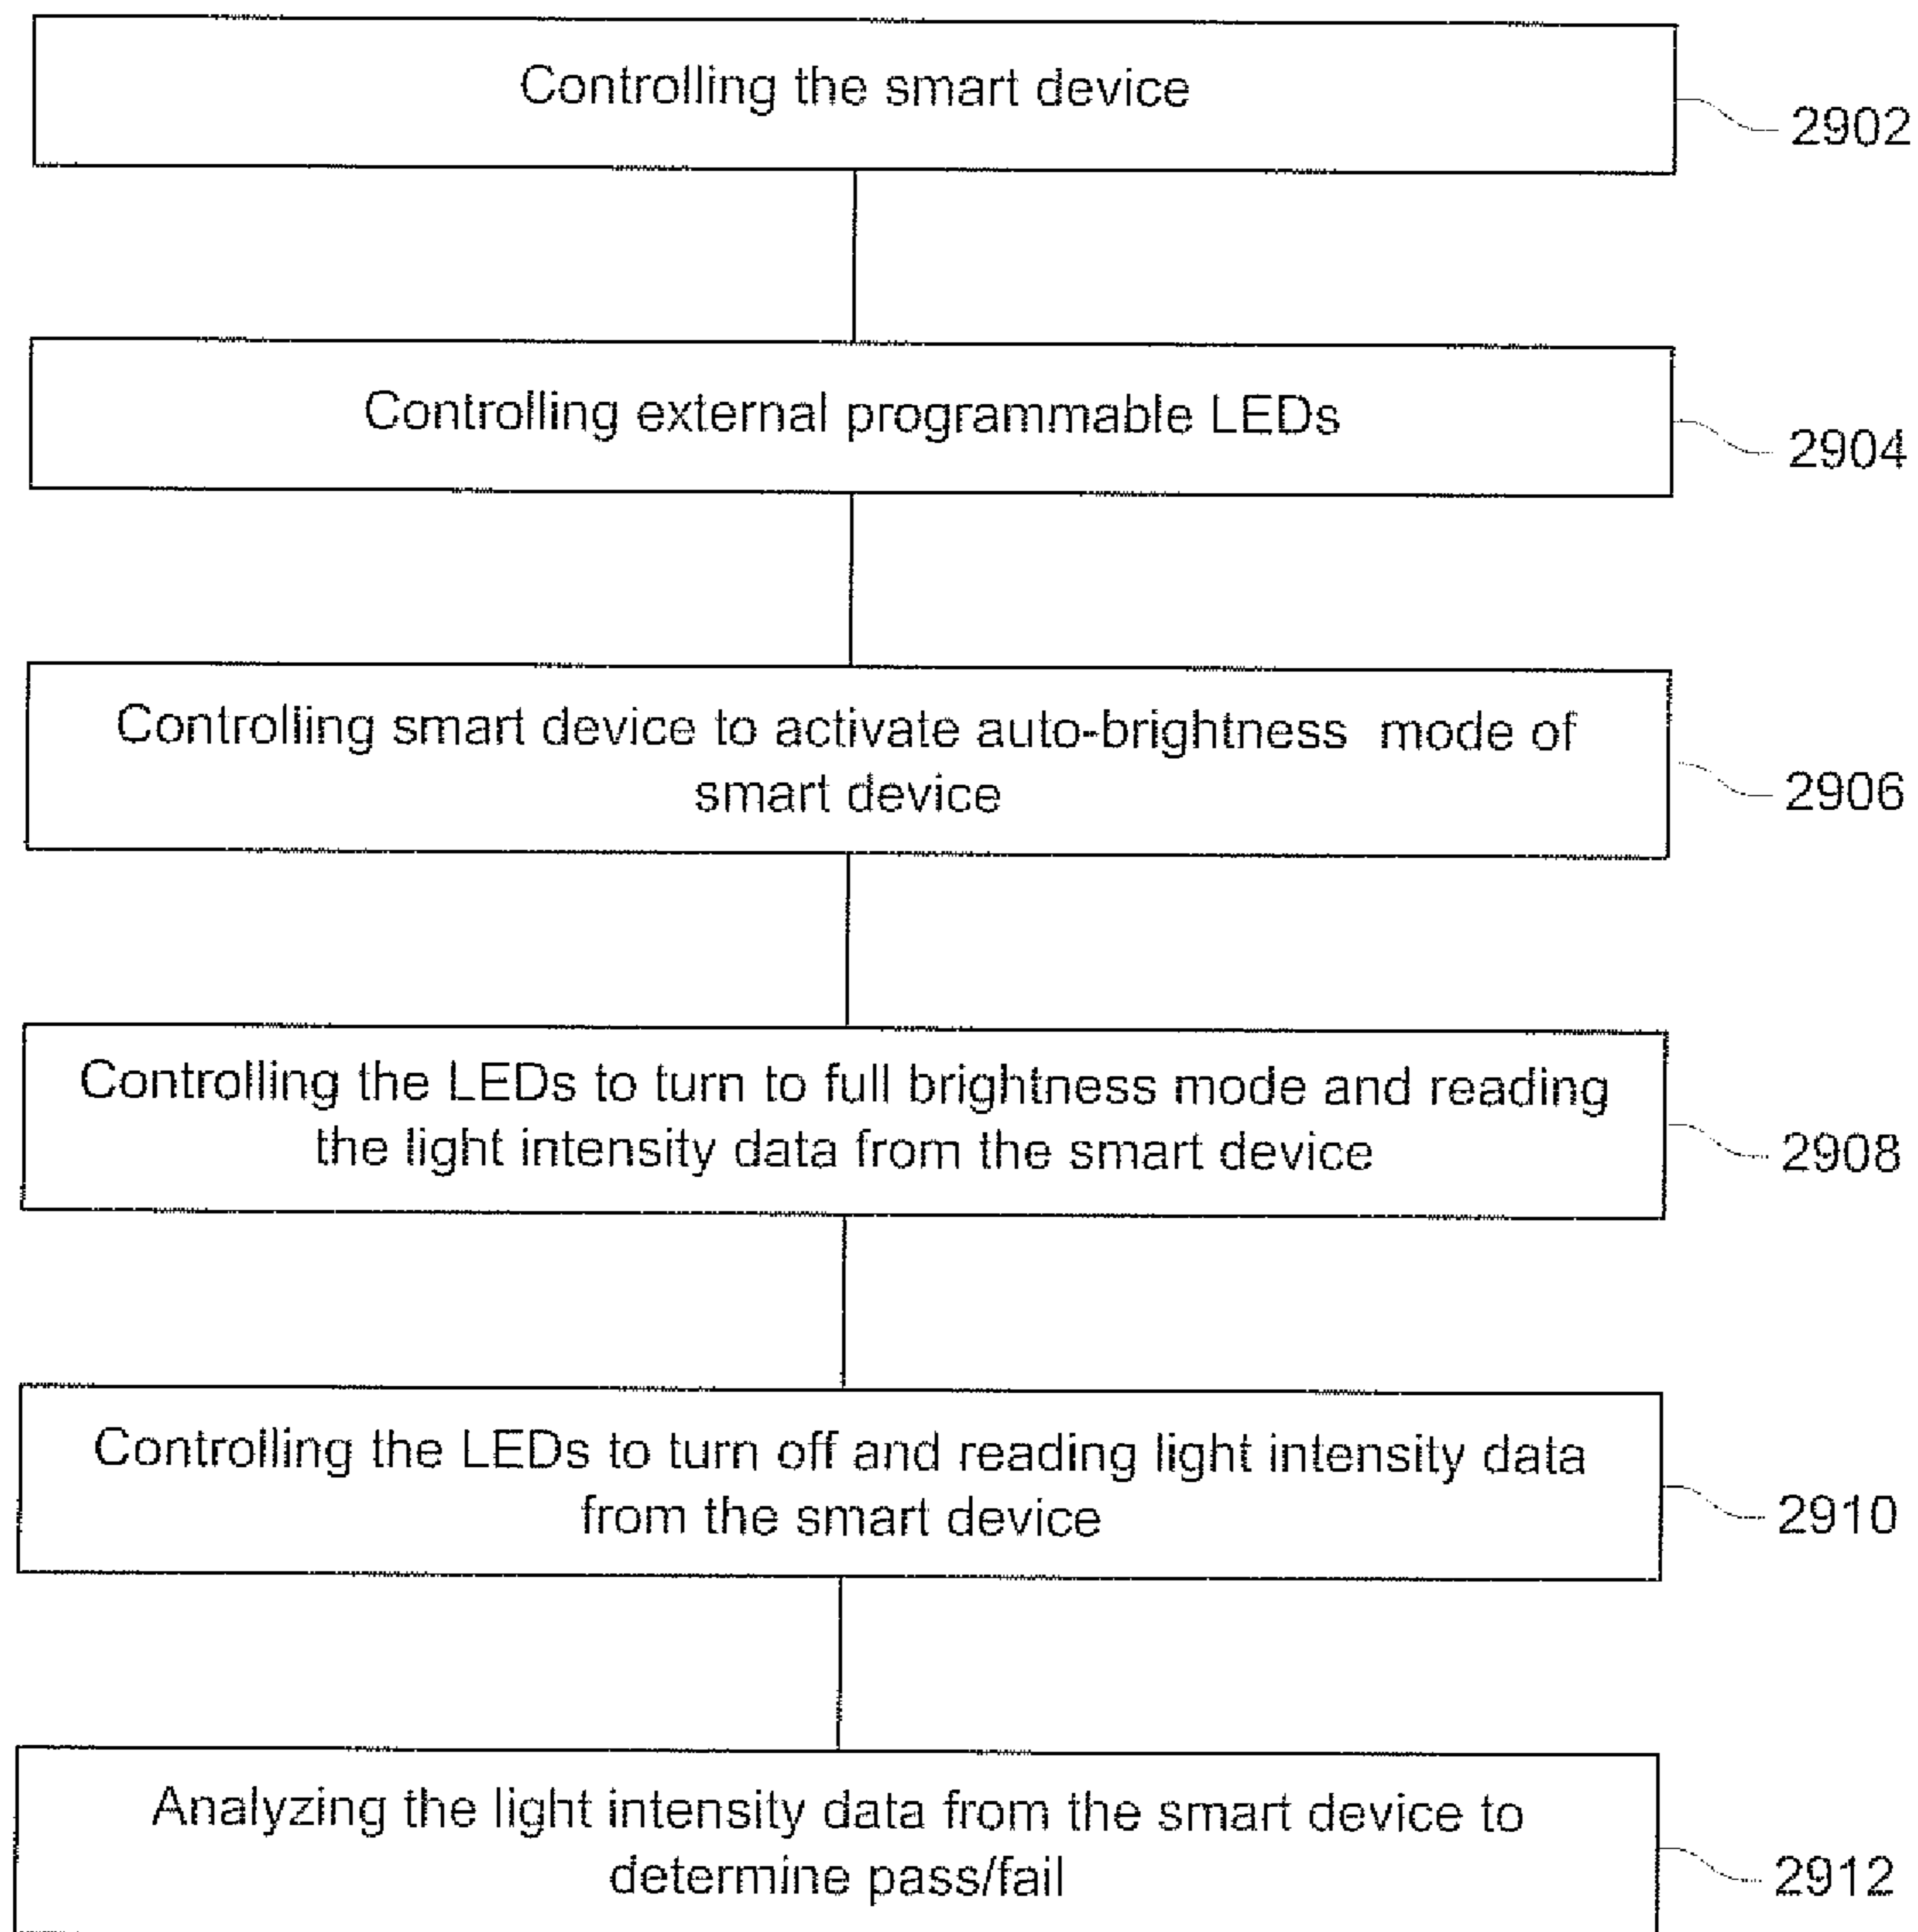 Controlling the smart device
2902
Controlling external programmable LEDs
2904
Controlling smart device to activate auto-brightness mode of
smart device
2906
Controlling the LEDs to turn to full brightness mode and reading
the light intensity data from the smart device
2908
Controlling the LEDs to turn off and reading light intensity data
from the smart device
2910
Analyzing the light intensity data from the smart device to
determine pass/fail
2912